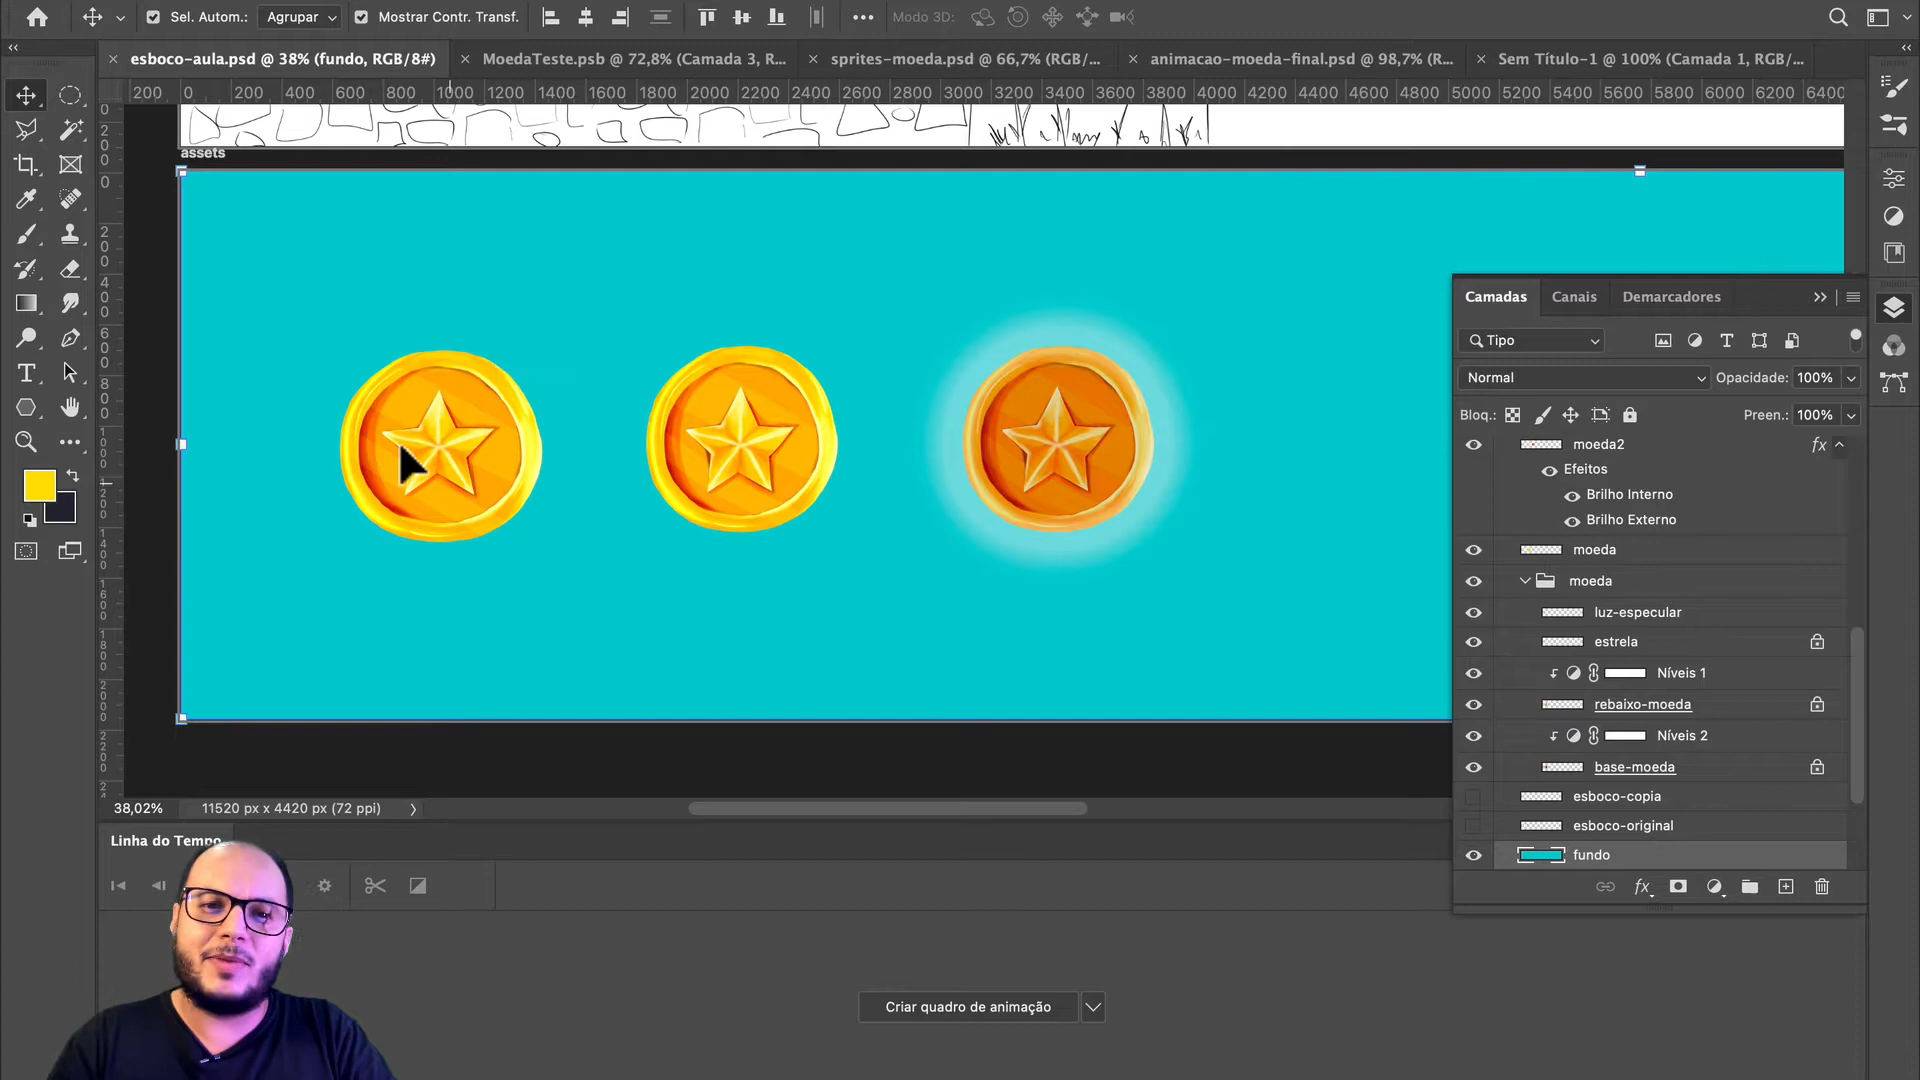 Sel. Autom.: Agrupar Mostrar Contr. Transf. Modo 3D:
esboco-aula.psd @ 38% (fundo, RGB/8#) MoedaTeste.psb @ 72,8% (Camada 3, R... sprites-moeda.psd @ 66,7% (RGB/... animacao-moeda-final.psd @ 98,7% (R... Sem Título-1 @ 100% (Camada 1, RGB/...
200 0 200 400 600 800 1000 1200 1400 1600 1800 2000 2200 2400 2600 2800 3000 3200 3400 3600 3800 4000 4200 4400 4600 4800 5000 5200 5400 5600 5800 6000 6200 6400
assets
Camadas Canais Demarcadores
Tipo
Normal Opacidade: 100%
Bloq.: Preen.: 100%
moeda2 fx
Efeitos
Brilho Interno
Brilho Externo
moeda
moeda
luz-especular
estrela
Níveis 1
rebaixo-moeda
Níveis 2
base-moeda
esboco-copia
esboco-original
fundo
fx
38,02% 11520 px x 4420 px (72 ppi)
Linha do Tempo
Criar quadro de animação